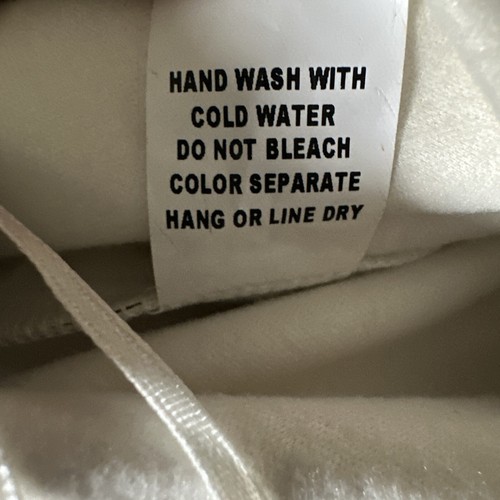 HAND WASH WITH
COLD WATER
DO NOT BLEACH
COLOR SEPARATE
HANG OR LINE DRY